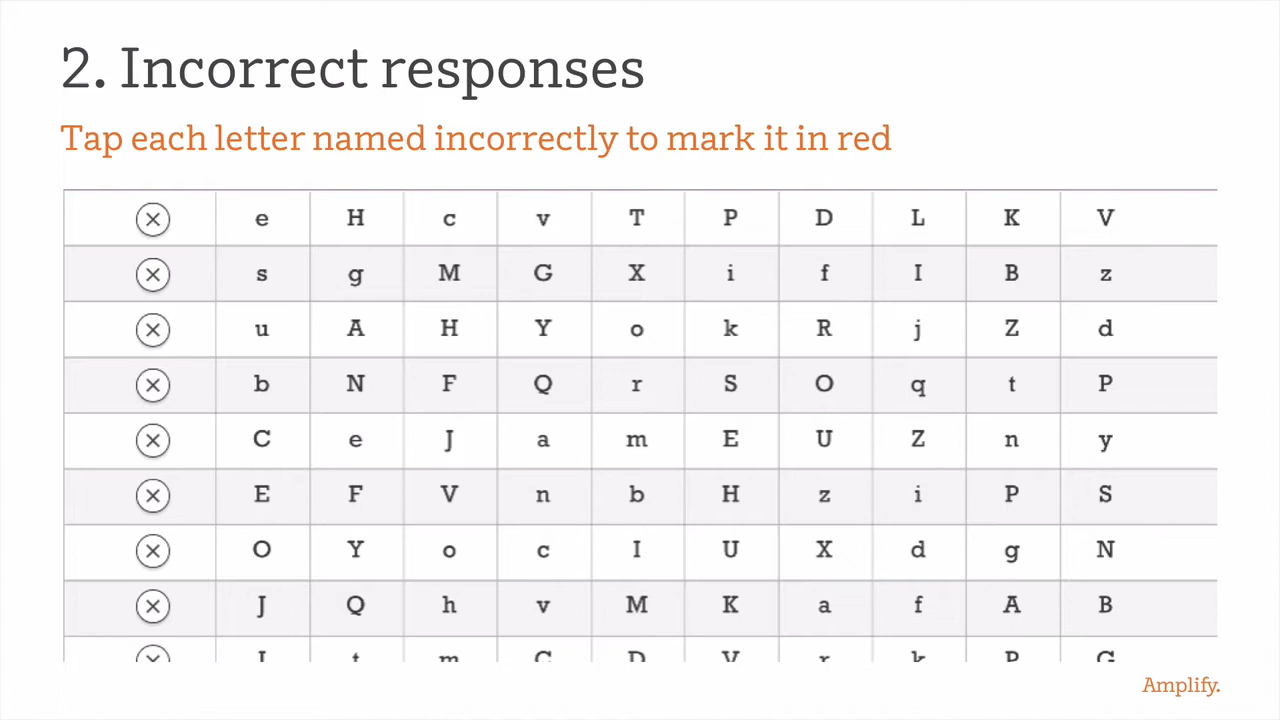 2. Incorrect responses
Tap each letter named incorrectly to mark it in red
e H c v T P D L K V
s g M G X i f I B z
u A H Y o k R j Z d
b N F Q r S O q t P
C e J a m E U Z n y
E F V n b H z i P S
O Y o c I U X d g N
J Q h v M K a f A B
Amplify.